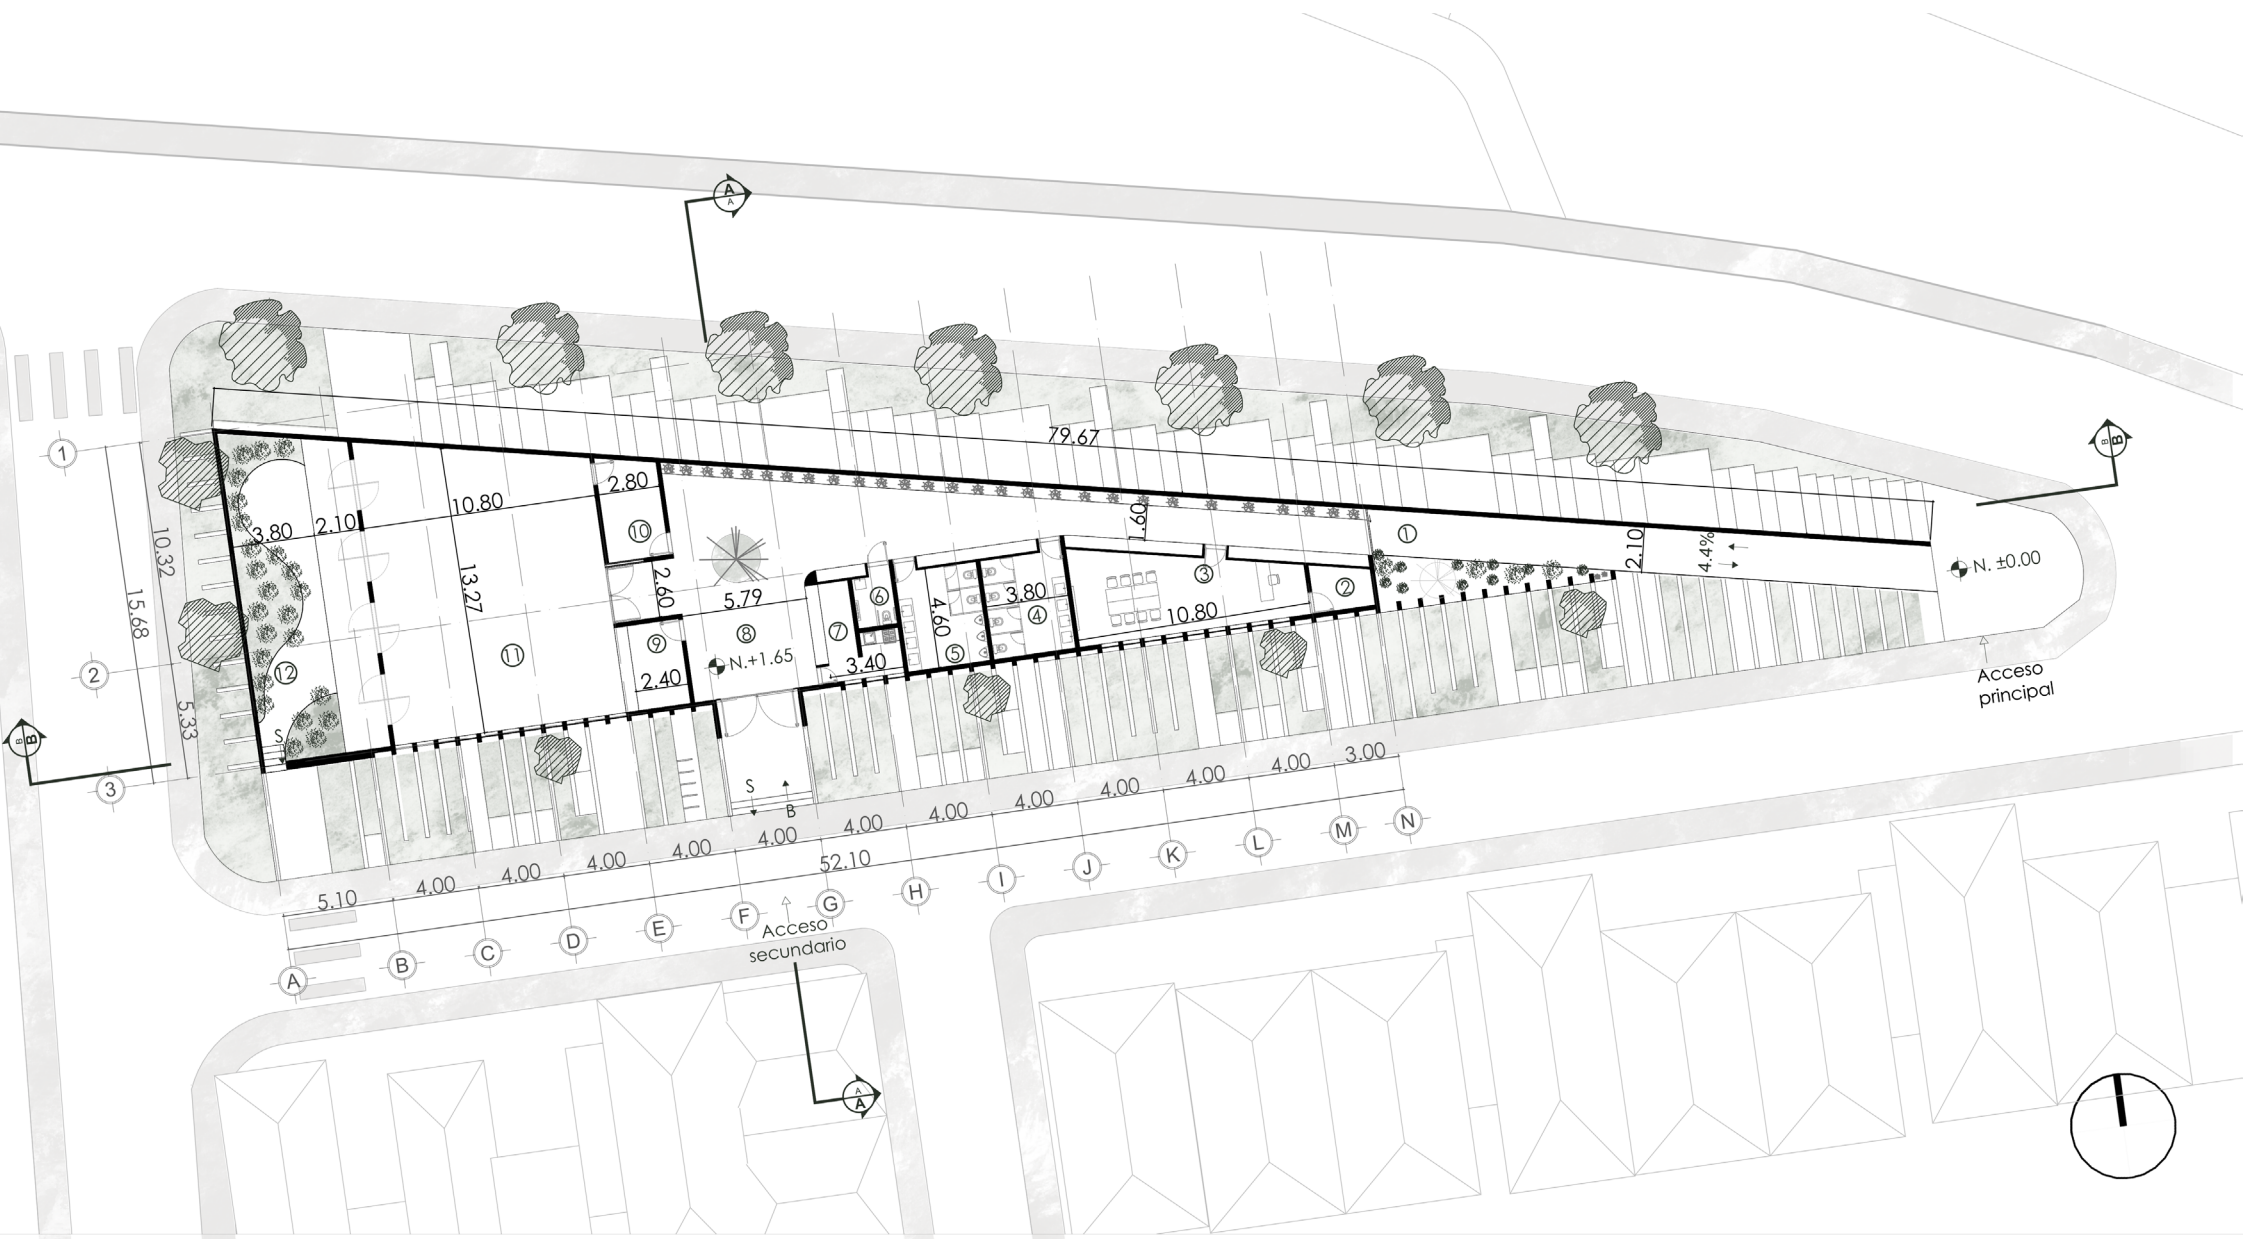 A
A
79.67
B
B
1
10.32
15.68
2
5.33
3
B
B
3.80
2.10
10.80
13.27
2.80
10
2.60
5.79
9
2.40
8
N.+1.65
7
3.40
6
4.60
5
3.80
4
10.80
3
2
1.60
1
2.10
4.4%
N. ±0.00
11
12
S
S
B
Acceso
principal
5.10
4.00
4.00
4.00
4.00
4.00
4.00
4.00
4.00
4.00
4.00
4.00
3.00
52.10
A
B
C
D
E
F
G
H
I
J
K
L
M
N
Acceso
secundario
A
A